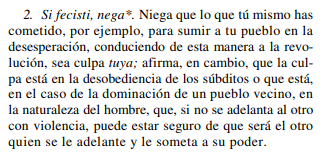 2. Si fecisti, nega*. Niega que lo que tú mismo has
cometido, por ejemplo, para sumir a tu pueblo en la
desesperación, conduciendo de esta manera a la revo-
lución, sea culpa tuya; afirma, en cambio, que la cul-
pa está en la desobediencia de los súbditos o que está,
en el caso de la dominación de un pueblo vecino, en
la naturaleza del hombre, que, si no se adelanta al otro
con violencia, puede estar seguro de que será el otro
quien se le adelante y le someta a su poder.